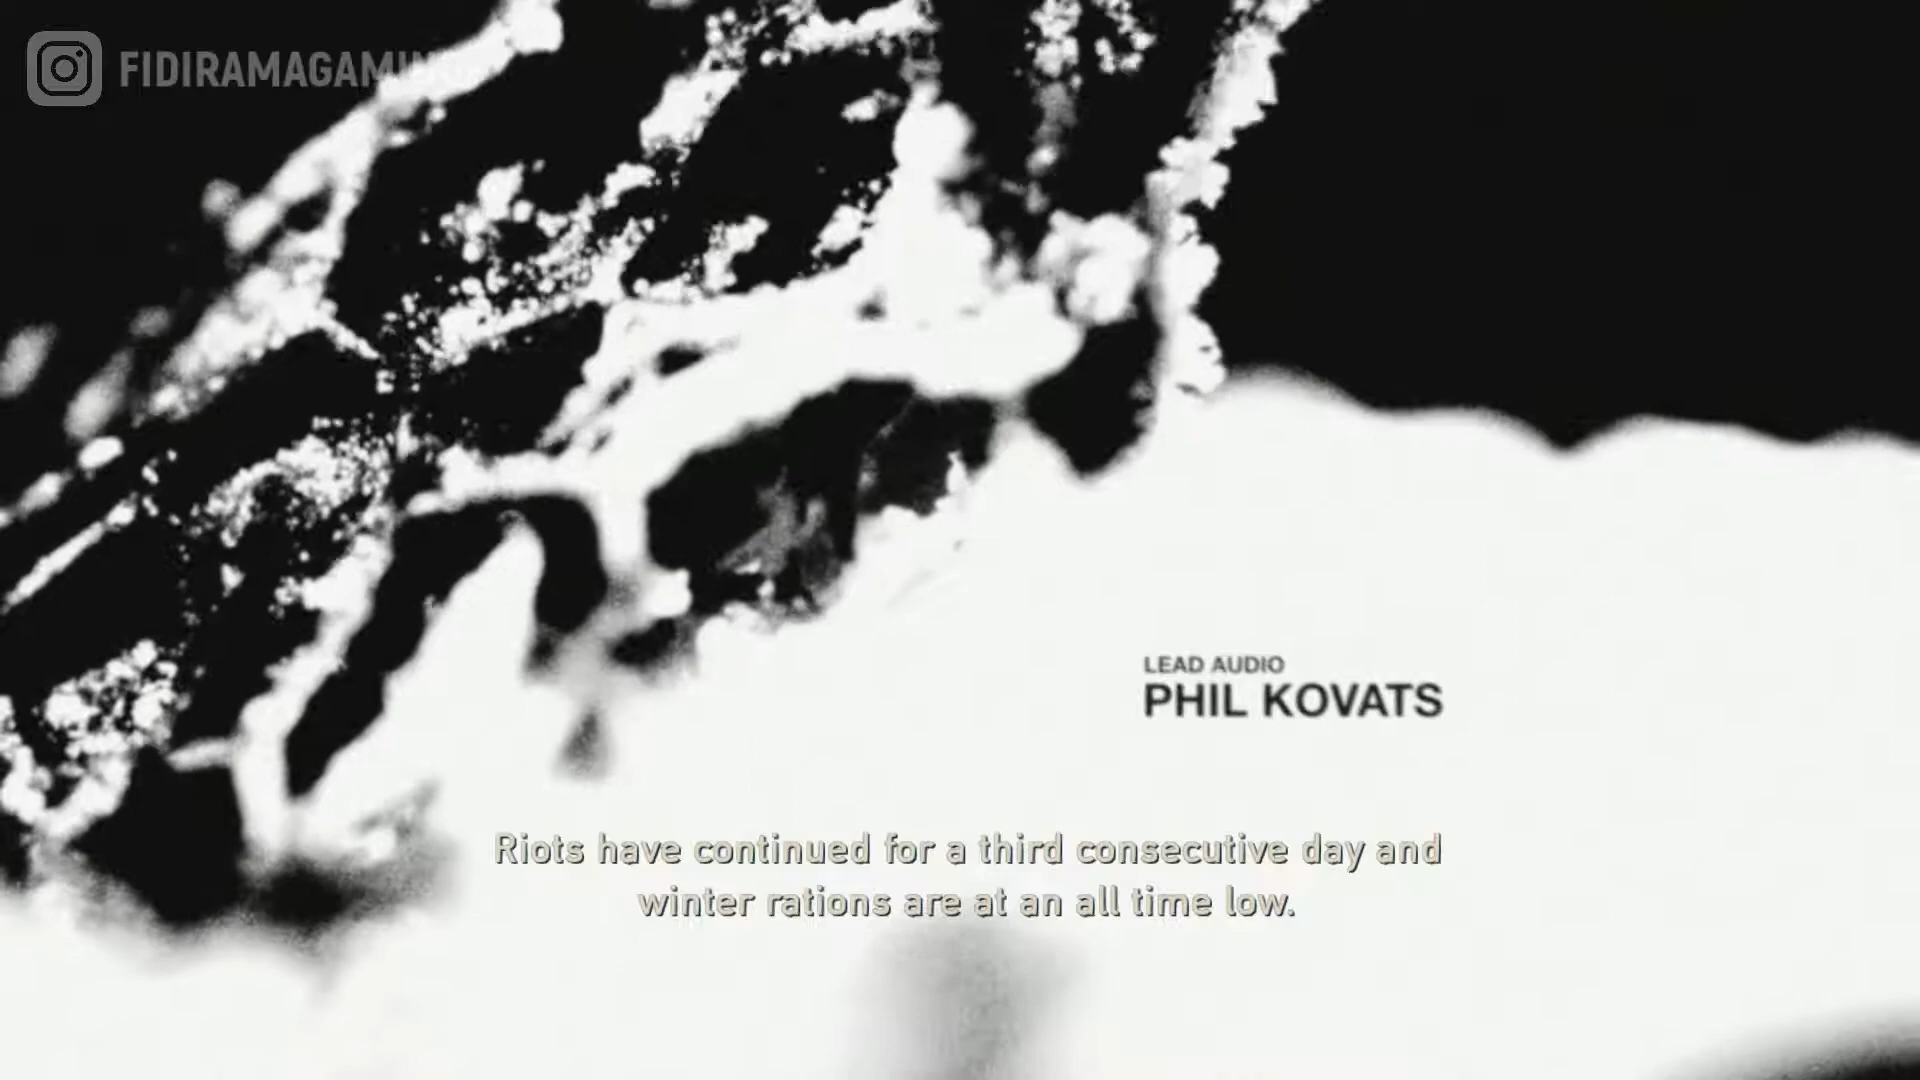 FIDIRAMAGAMING
LEAD AUDIO
PHIL KOVATS
Riots have continued for a third consecutive day and
winter rations are at an all time low.